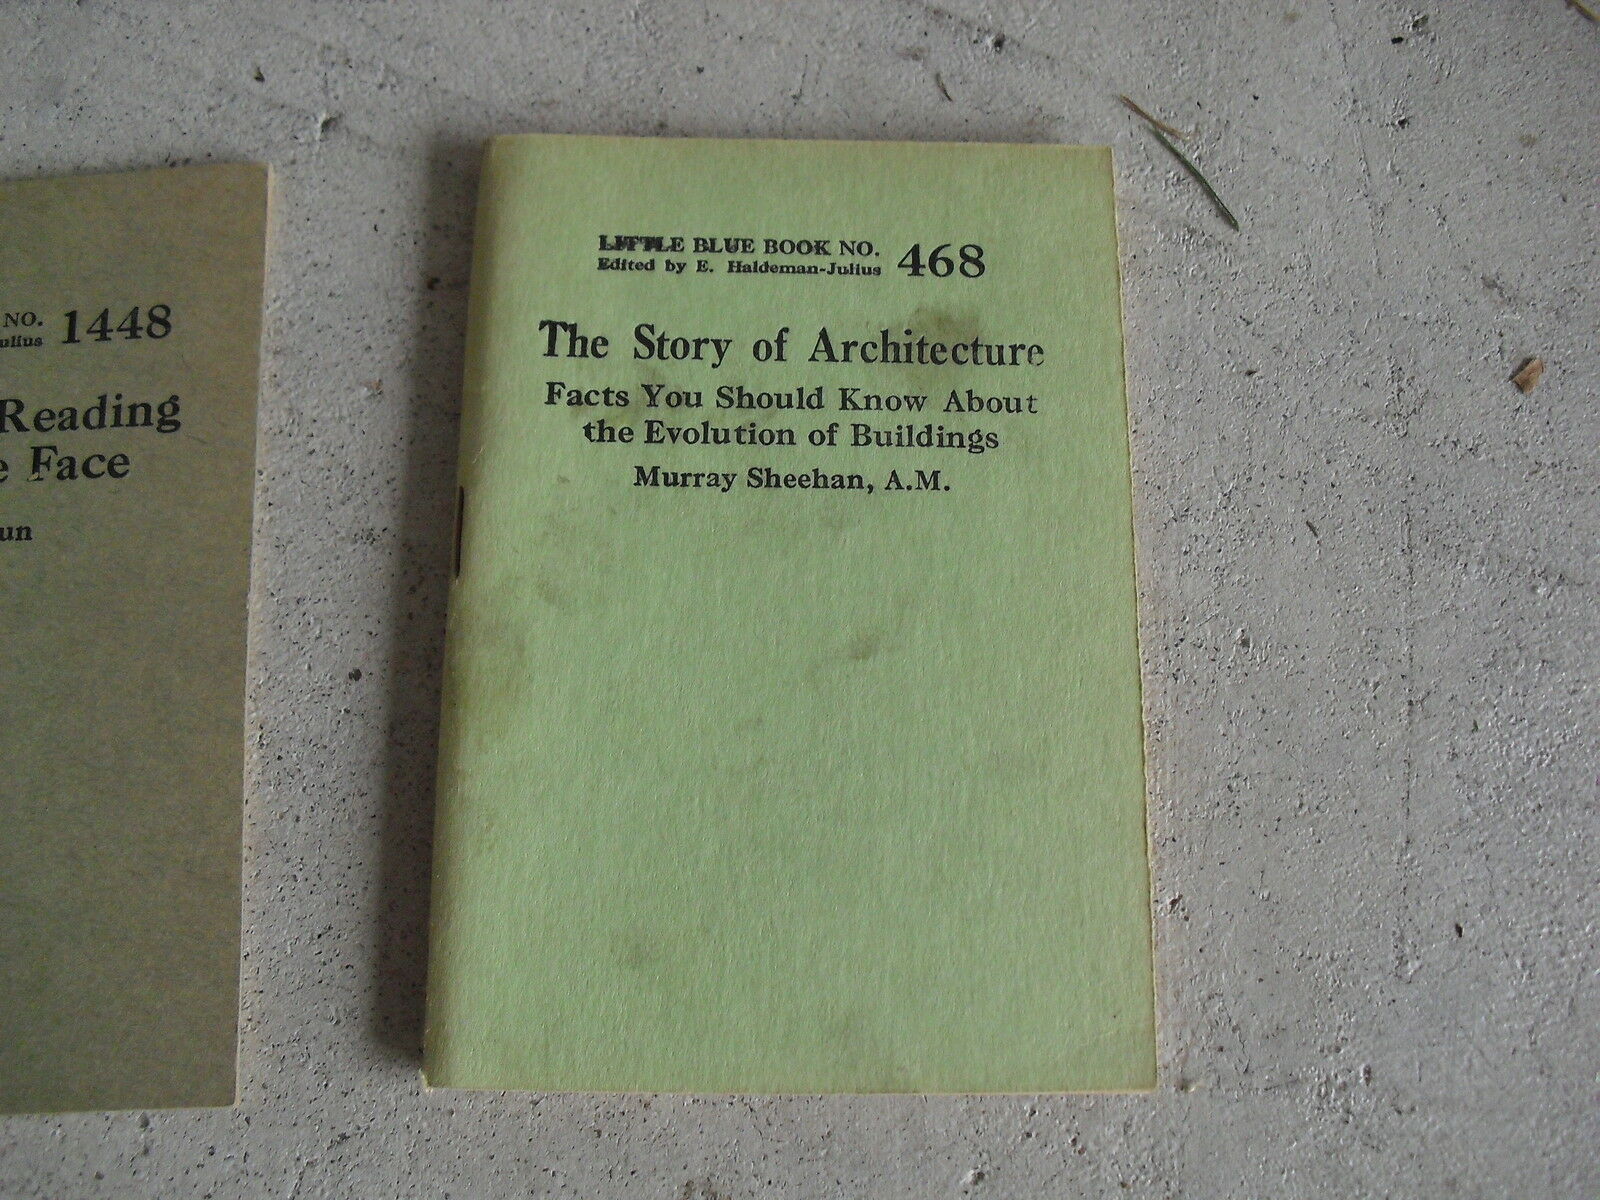 NO. 1448
Reading
Face
LITTLE BLUE BOOK NO. 468
Edited by E. Haldeman-Julius
The Story of Architecture
Facts You Should Know About
the Evolution of Buildings
Murray Sheehan, A.M.